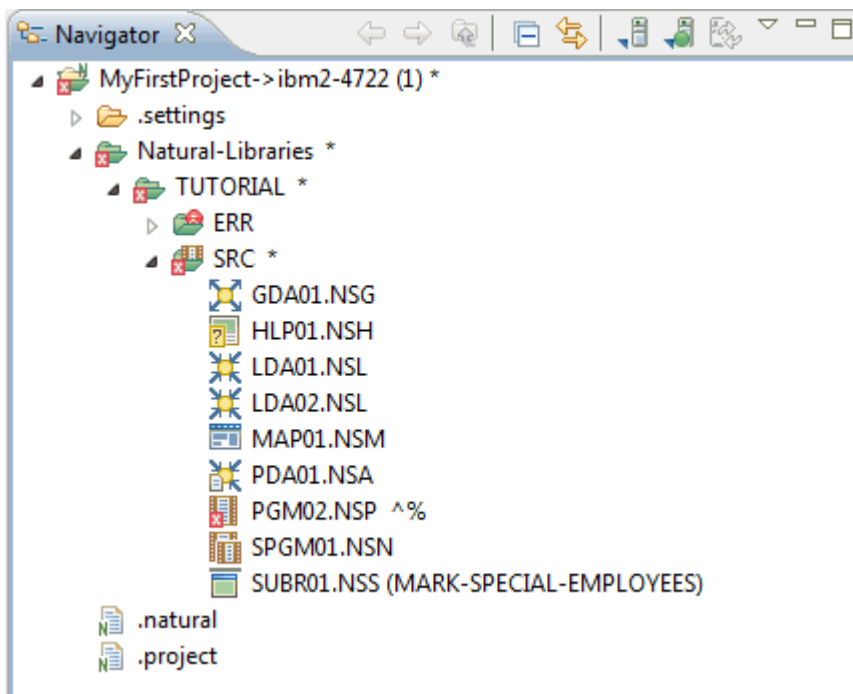 Navigator
MyFirstProject->ibm2-4722 (1) *
.settings
Natural-Libraries *
TUTORIAL *
ERR
SRC *
GDA01.NSG
HLP01.NSH
LDA01.NSL
LDA02.NSL
MAP01.NSM
PDA01.NSA
PGM02.NSP ^%
SPGM01.NSN
SUBR01.NSS (MARK-SPECIAL-EMPLOYEES)
.natural
.project